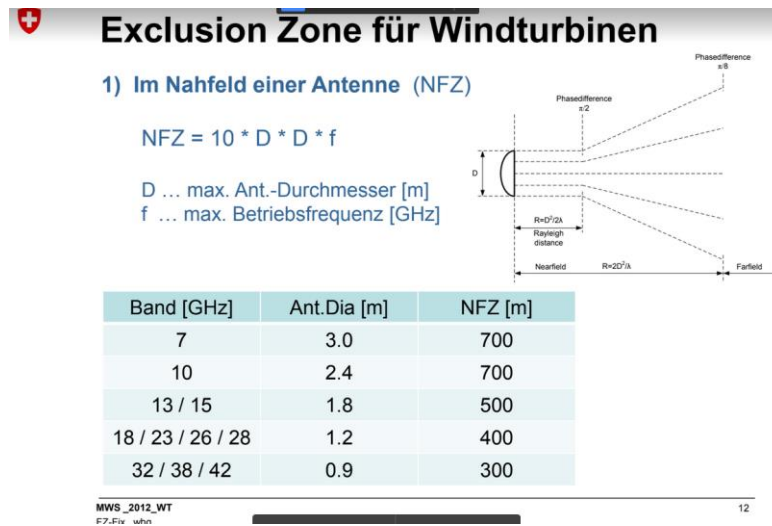 Exclusion Zone für Windturbinen
1) Im Nahfeld einer Antenne (NFZ)
NFZ = 10 * D * D * f
D ... max. Ant.-Durchmesser [m]
f ... max. Betriebsfrequenz [GHz]
Phasedifference
π/8
Phasedifference
π/2
D
R=D²/2λ
Rayleigh
distance
Nearfield R=2D²/λ Farfield
Band [GHz] Ant.Dia [m] NFZ [m]
7 3.0 700
10 2.4 700
13 / 15 1.8 500
18 / 23 / 26 / 28 1.2 400
32 / 38 / 42 0.9 300
MWS_2012_WT 12